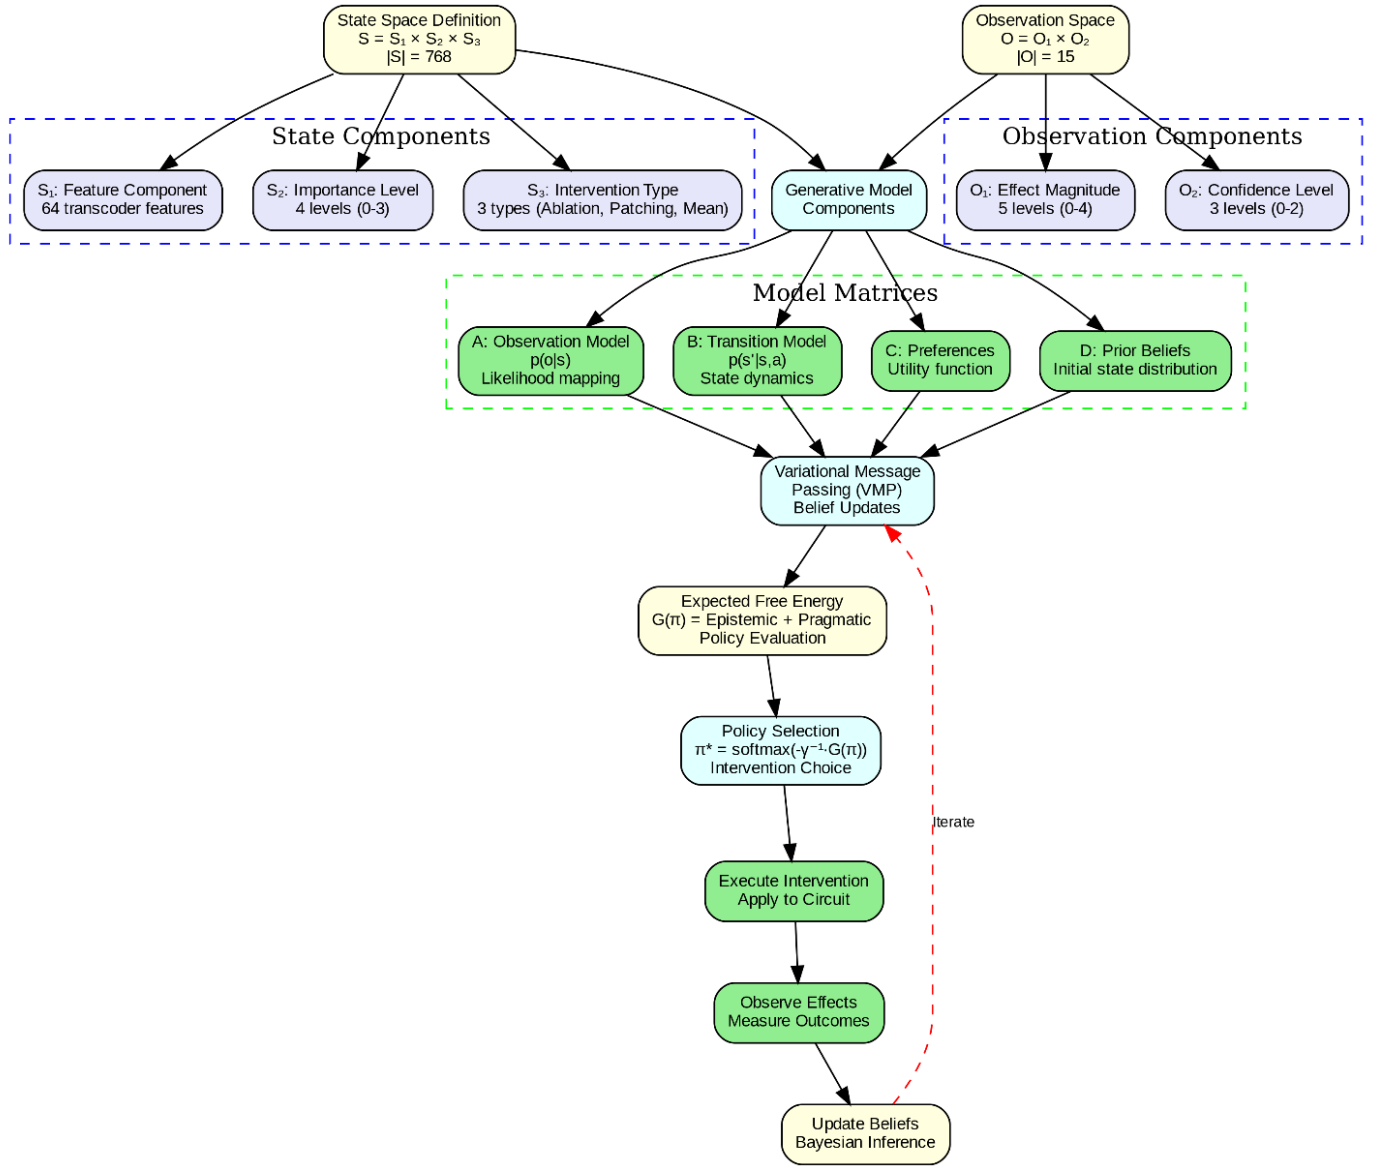 State Space Definition
S = S₁ × S₂ × S₃
|S| = 768
Observation Space
O = O₁ × O₂
|O| = 15
State Components
Observation Components
S₁: Feature Component
64 transcoder features
S₂: Importance Level
4 levels (0-3)
S₃: Intervention Type
3 types (Ablation, Patching, Mean)
Generative Model
Components
O₁: Effect Magnitude
5 levels (0-4)
O₂: Confidence Level
3 levels (0-2)
Model Matrices
A: Observation Model
p(o|s)
Likelihood mapping
B: Transition Model
p(s'|s,a)
State dynamics
C: Preferences
Utility function
D: Prior Beliefs
Initial state distribution
Variational Message
Passing (VMP)
Belief Updates
Expected Free Energy
G(π) = Epistemic + Pragmatic
Policy Evaluation
Policy Selection
π* = softmax(-γ⁻¹·G(π))
Intervention Choice
Iterate
Execute Intervention
Apply to Circuit
Observe Effects
Measure Outcomes
Update Beliefs
Bayesian Inference